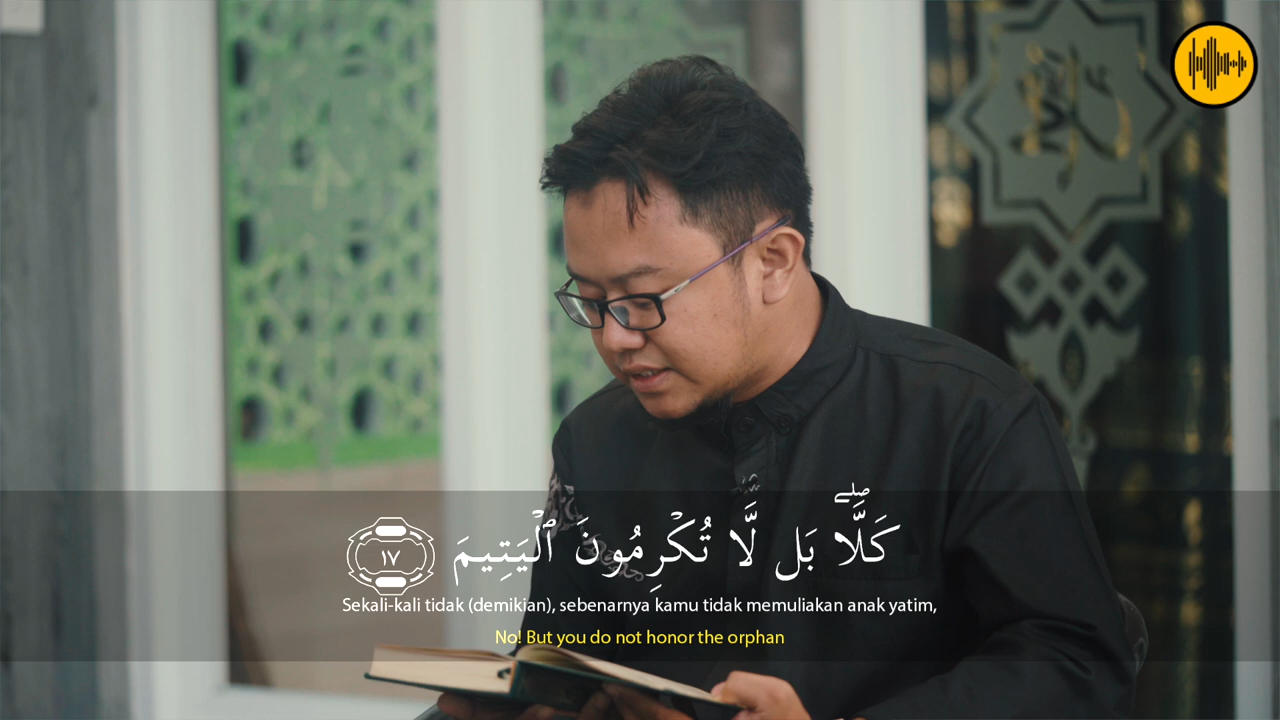 كَلَّاۖ بَل لَّا تُكْرِمُونَ ٱلْيَتِيمَ ١٧
Sekali-kali tidak (demikian), sebenarnya kamu tidak memuliakan anak yatim,
No! But you do not honor the orphan